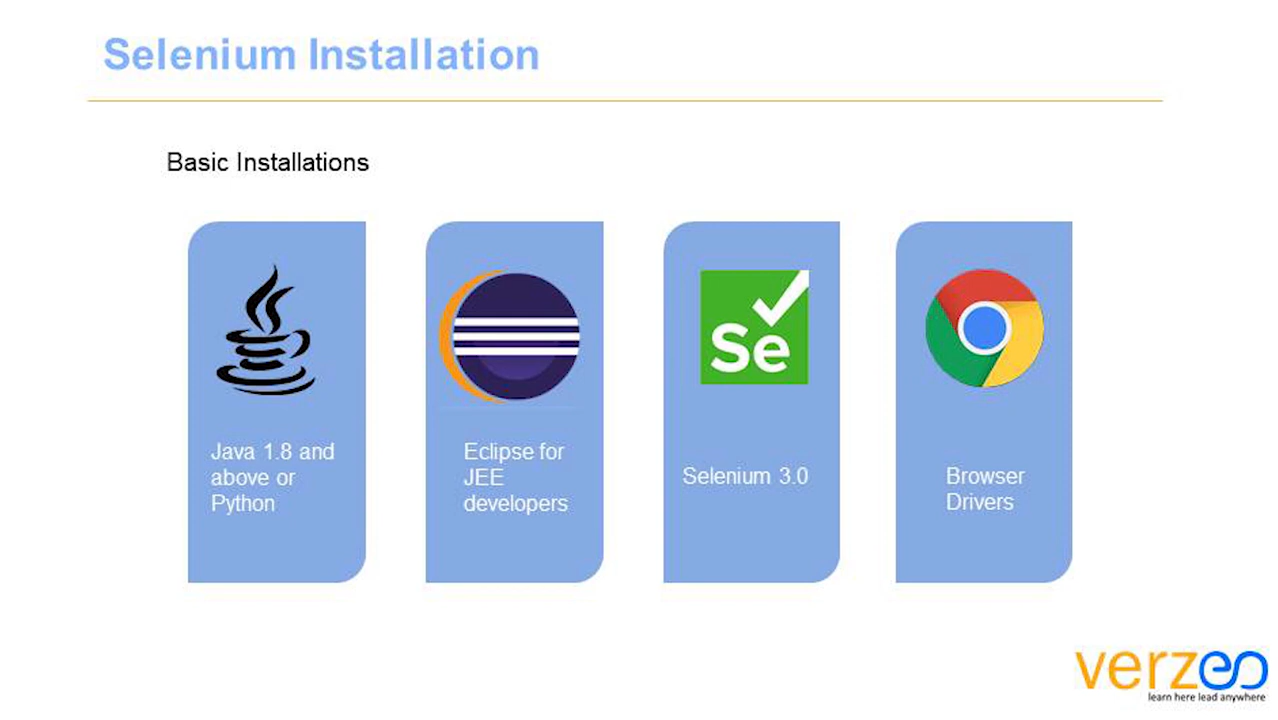 Selenium Installation
Basic Installations
Java 1.8 and
above or
Python
Eclipse for
JEE
developers
Se
Selenium 3.0
Browser
Drivers
verzeo
learn here lead anywhere